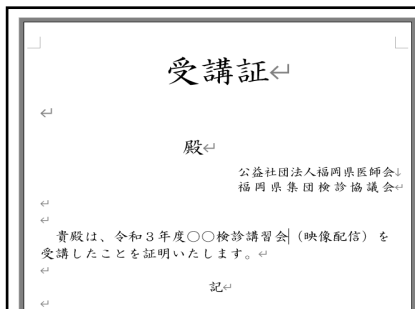 受講証
殿
公益社団法人福岡県医師会
福岡県集団検診協議会
貴殿は、令和３年度〇〇検診講習会（映像配信）を
受講したことを証明いたします。
記